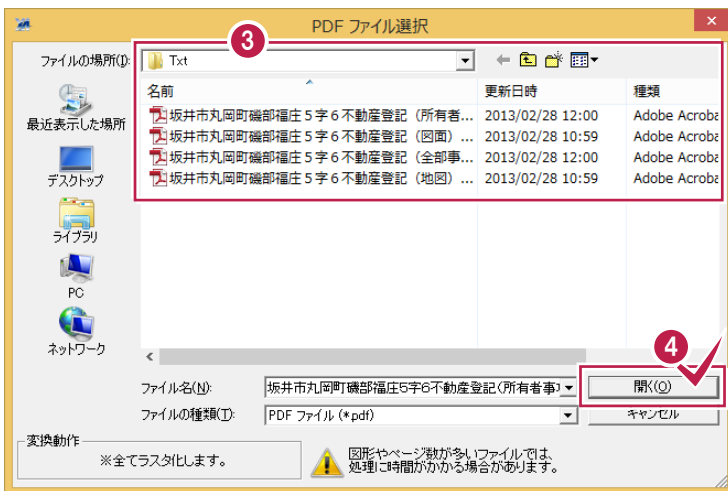 PDF ファイル選択
×
ファイルの場所(I):
3
Txt
名前
更新日時
種類
坂井市丸岡町磯部福庄５字６不動産登記（所有者... 2013/02/28 12:00 Adobe Acroba
坂井市丸岡町磯部福庄５字６不動産登記（図面）... 2013/02/28 10:59 Adobe Acroba
坂井市丸岡町磯部福庄５字６不動産登記（全部事... 2013/02/28 12:00 Adobe Acroba
坂井市丸岡町磯部福庄５字６不動産登記（地図）... 2013/02/28 10:59 Adobe Acroba
最近表示した場所
デスクトップ
ライブラリ
PC
ネットワーク
4
ファイル名(N):
坂井市丸岡町磯部福庄5字6不動産登記(所有者事
開く(O)
ファイルの種類(T):
PDF ファイル (*.pdf)
キャンセル
変換動作
※全てラスタ化します。
図形やページ数が多いファイルでは、
処理に時間がかかる場合があります。